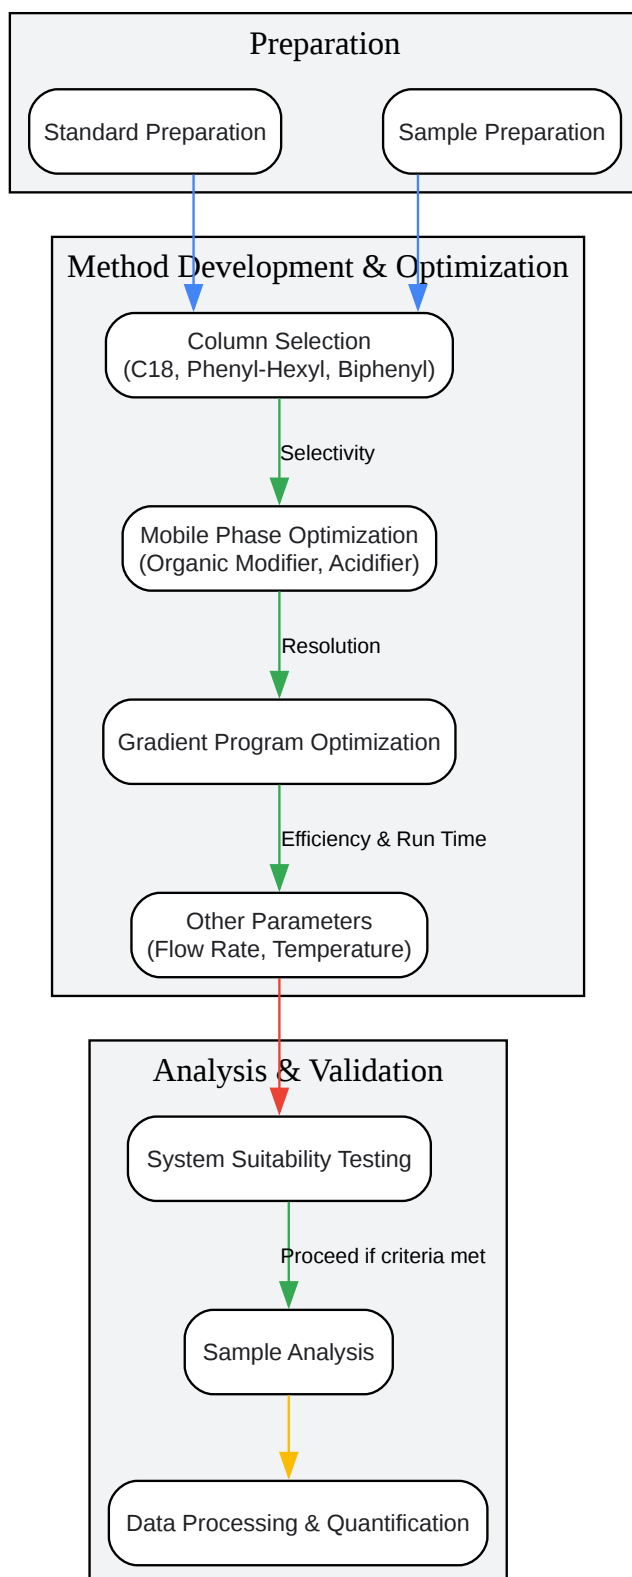 Preparation
Standard Preparation
Sample Preparation
Method Development & Optimization
Column Selection
(C18, Phenyl-Hexyl, Biphenyl)
Selectivity
Mobile Phase Optimization
(Organic Modifier, Acidifier)
Resolution
Gradient Program Optimization
Efficiency & Run Time
Other Parameters
(Flow Rate, Temperature)
Analysis & Validation
System Suitability Testing
Proceed if criteria met
Sample Analysis
Data Processing & Quantification